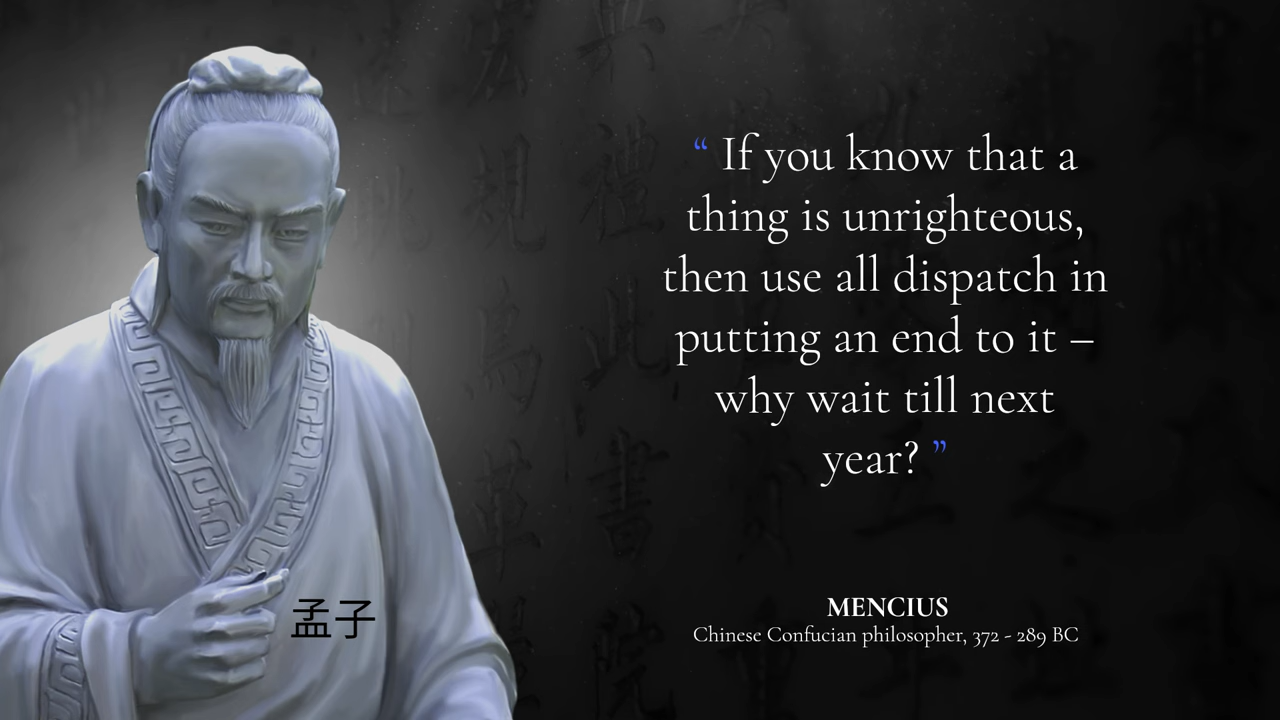 “ If you know that a
thing is unrighteous,
then use all dispatch in
putting an end to it –
why wait till next
year? ”
孟子
MENCIUS
Chinese Confucian philosopher, 372 - 289 BC